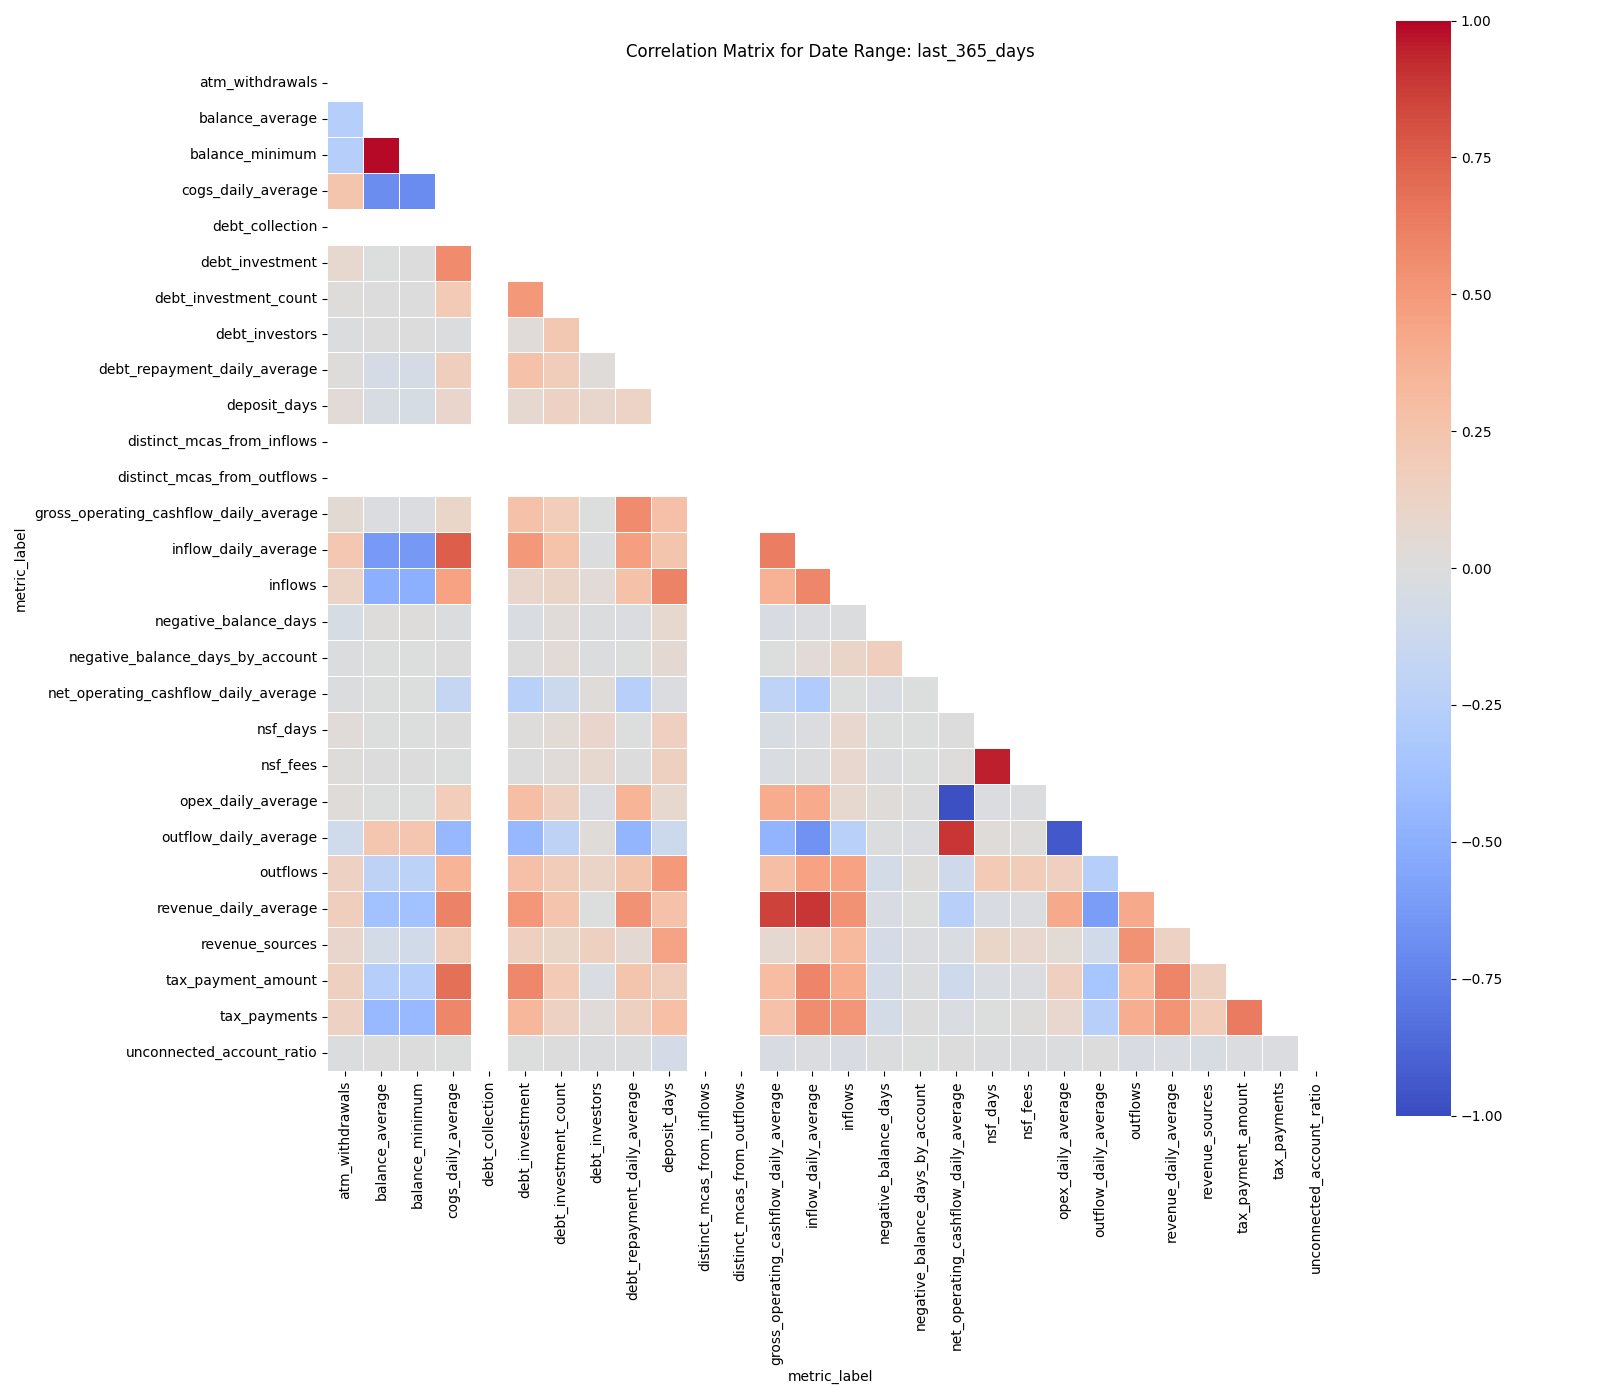 Correlation Matrix for Date Range: last_365_days
metric_label
atm_withdrawals
balance_average
balance_minimum
cogs_daily_average
debt_collection
debt_investment
debt_investment_count
debt_investors
debt_repayment_daily_average
deposit_days
distinct_mcas_from_inflows
distinct_mcas_from_outflows
gross_operating_cashflow_daily_average
inflow_daily_average
inflows
negative_balance_days
negative_balance_days_by_account
net_operating_cashflow_daily_average
nsf_days
nsf_fees
opex_daily_average
outflow_daily_average
outflows
revenue_daily_average
revenue_sources
tax_payment_amount
tax_payments
unconnected_account_ratio
atm_withdrawals
balance_average
balance_minimum
cogs_daily_average
debt_collection
debt_investment
debt_investment_count
debt_investors
debt_repayment_daily_average
deposit_days
distinct_mcas_from_inflows
distinct_mcas_from_outflows
gross_operating_cashflow_daily_average
inflow_daily_average
inflows
negative_balance_days
negative_balance_days_by_account
net_operating_cashflow_daily_average
nsf_days
nsf_fees
opex_daily_average
outflow_daily_average
outflows
revenue_daily_average
revenue_sources
tax_payment_amount
tax_payments
unconnected_account_ratio
metric_label
1.00
0.75
0.50
0.25
0.00
−0.25
−0.50
−0.75
−1.00